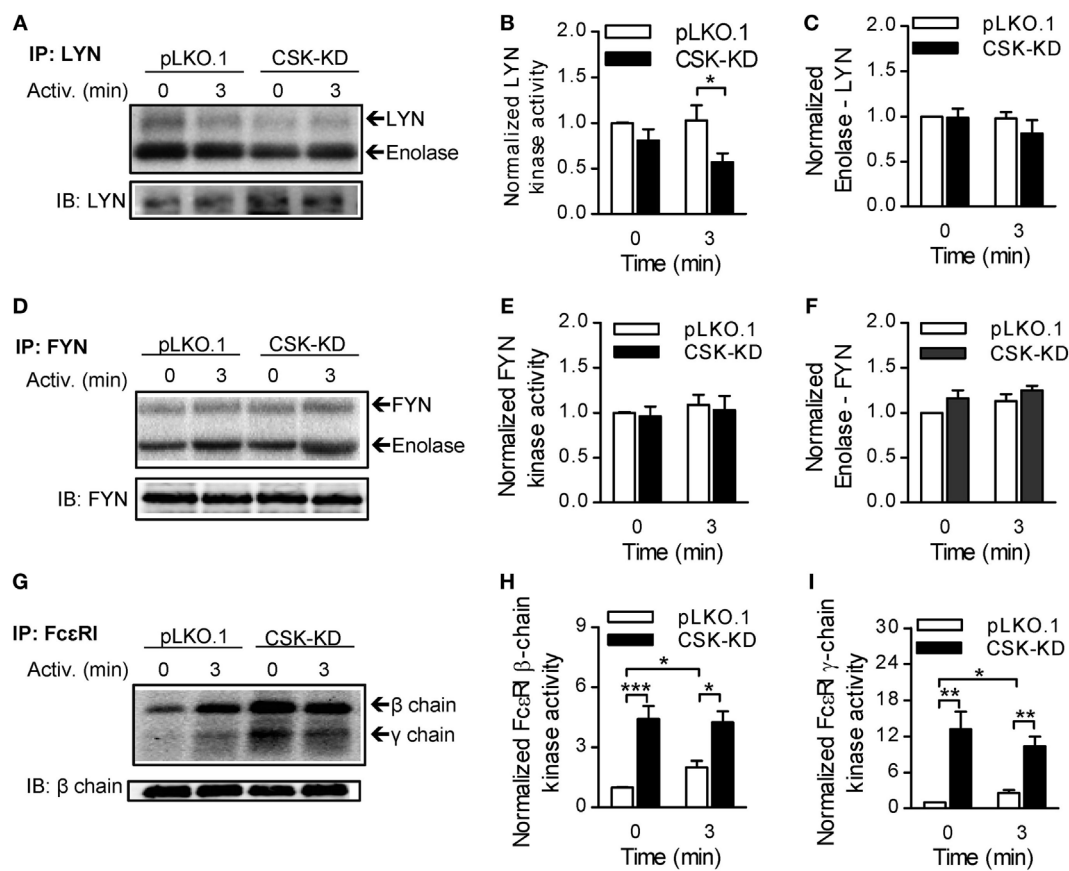 A
IP: LYN
pLKO.1 CSK-KD
Activ. (min) 0 3 0 3
LYN
Enolase
IB: LYN
B
Normalized LYN
kinase activity
2.0
1.5
1.0
0.5
0.0
pLKO.1
CSK-KD
*
0 3
Time (min)
C
Normalized
Enolase - LYN
2.0
1.5
1.0
0.5
0.0
pLKO.1
CSK-KD
0 3
Time (min)
D
IP: FYN
pLKO.1 CSK-KD
Activ. (min) 0 3 0 3
FYN
Enolase
IB: FYN
E
Normalized FYN
kinase activity
2.0
1.5
1.0
0.5
0.0
pLKO.1
CSK-KD
0 3
Time (min)
F
Normalized
Enolase - FYN
2.0
1.5
1.0
0.5
0.0
pLKO.1
CSK-KD
0 3
Time (min)
G
IP: FcεRI
pLKO.1 CSK-KD
Activ. (min) 0 3 0 3
β chain
γ chain
IB: β chain
H
Normalized FcεRI β-chain
kinase activity
9
6
3
0
pLKO.1
CSK-KD
*
***
*
0 3
Time (min)
I
Normalized FcεRI γ-chain
kinase activity
30
24
18
12
6
0
pLKO.1
CSK-KD
*
**
**
0 3
Time (min)